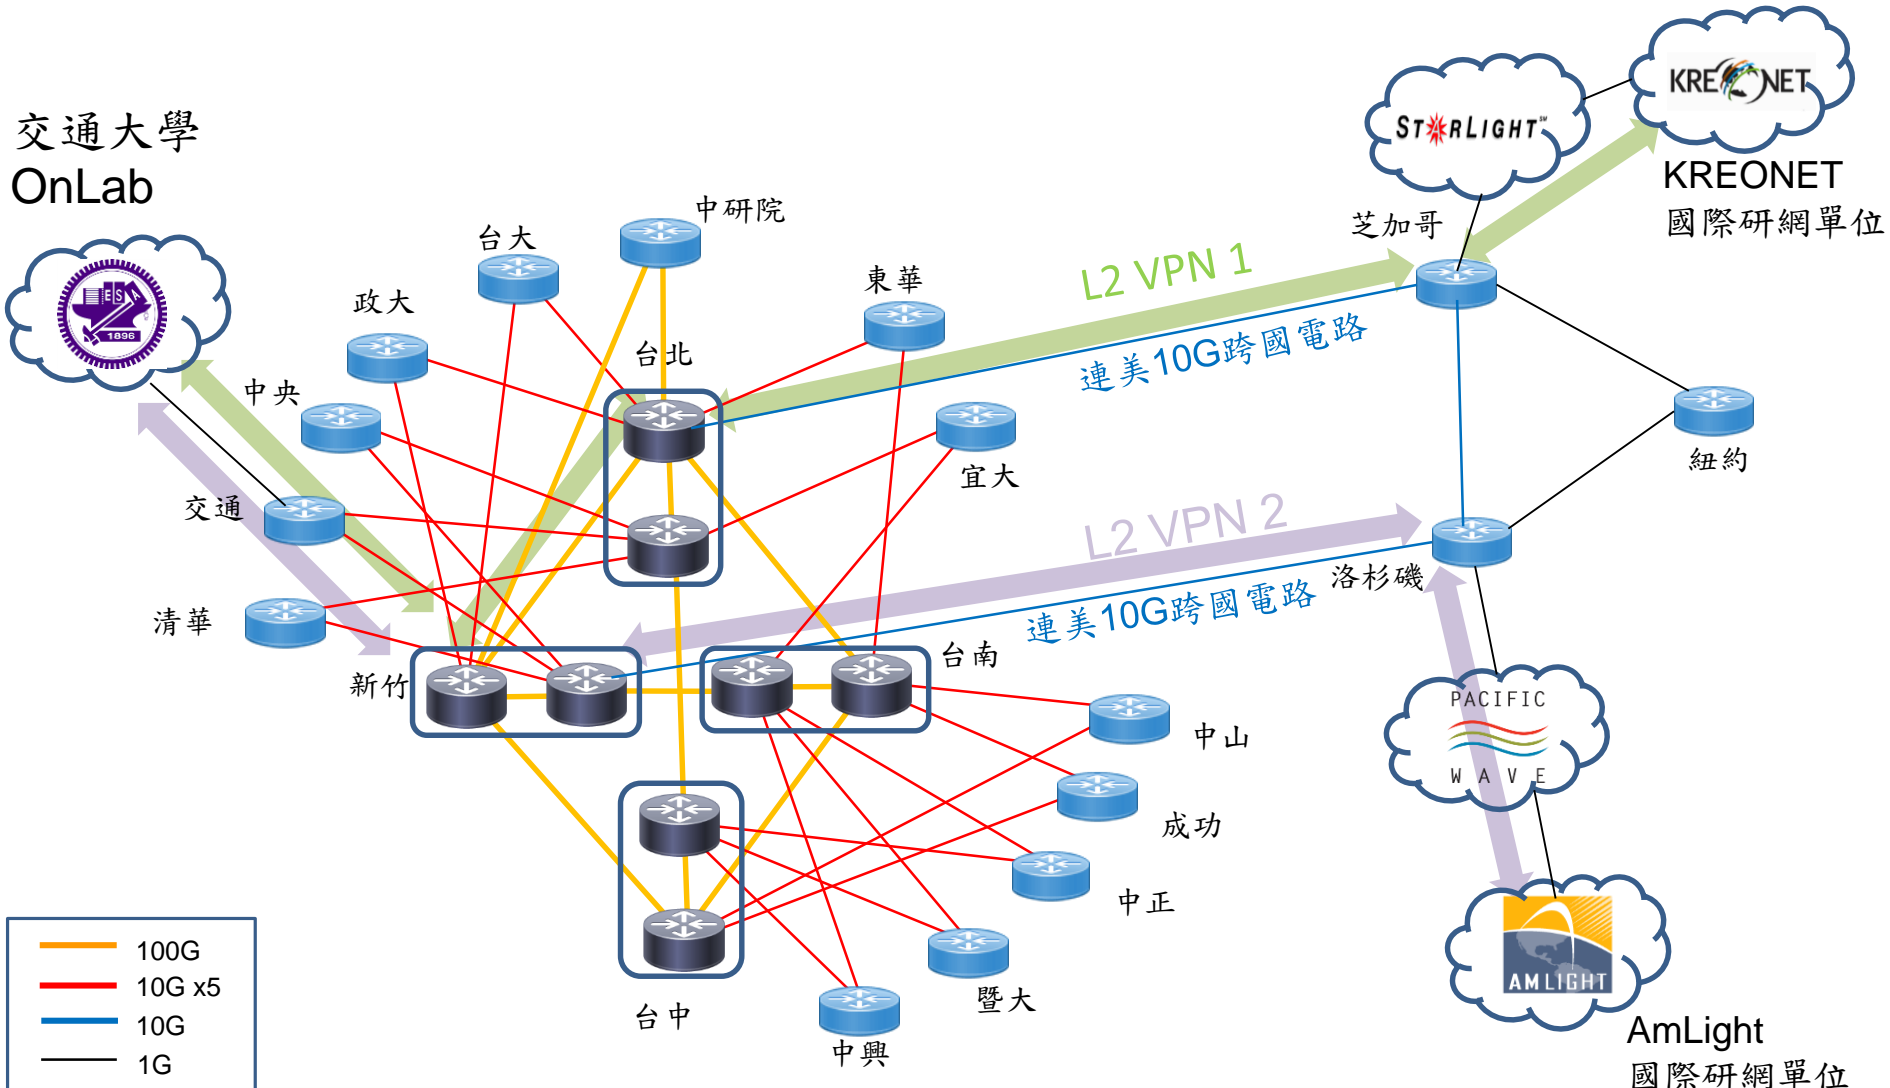 交通大學
OnLab
ESA
1896
中研院
台大
政大
中央
交通
清華
台北
東華
宜大
新竹
台南
中山
成功
中正
暨大
中興
台中
L2 VPN 1
連美10G跨國電路
L2 VPN 2
連美10G跨國電路
芝加哥
紐約
洛杉磯
STARLIGHT
SM
KREONET
KREONET
國際研網單位
PACIFIC
WAVE
AMLIGHT
AmLight
國際研網單位
100G
10G x5
10G
1G